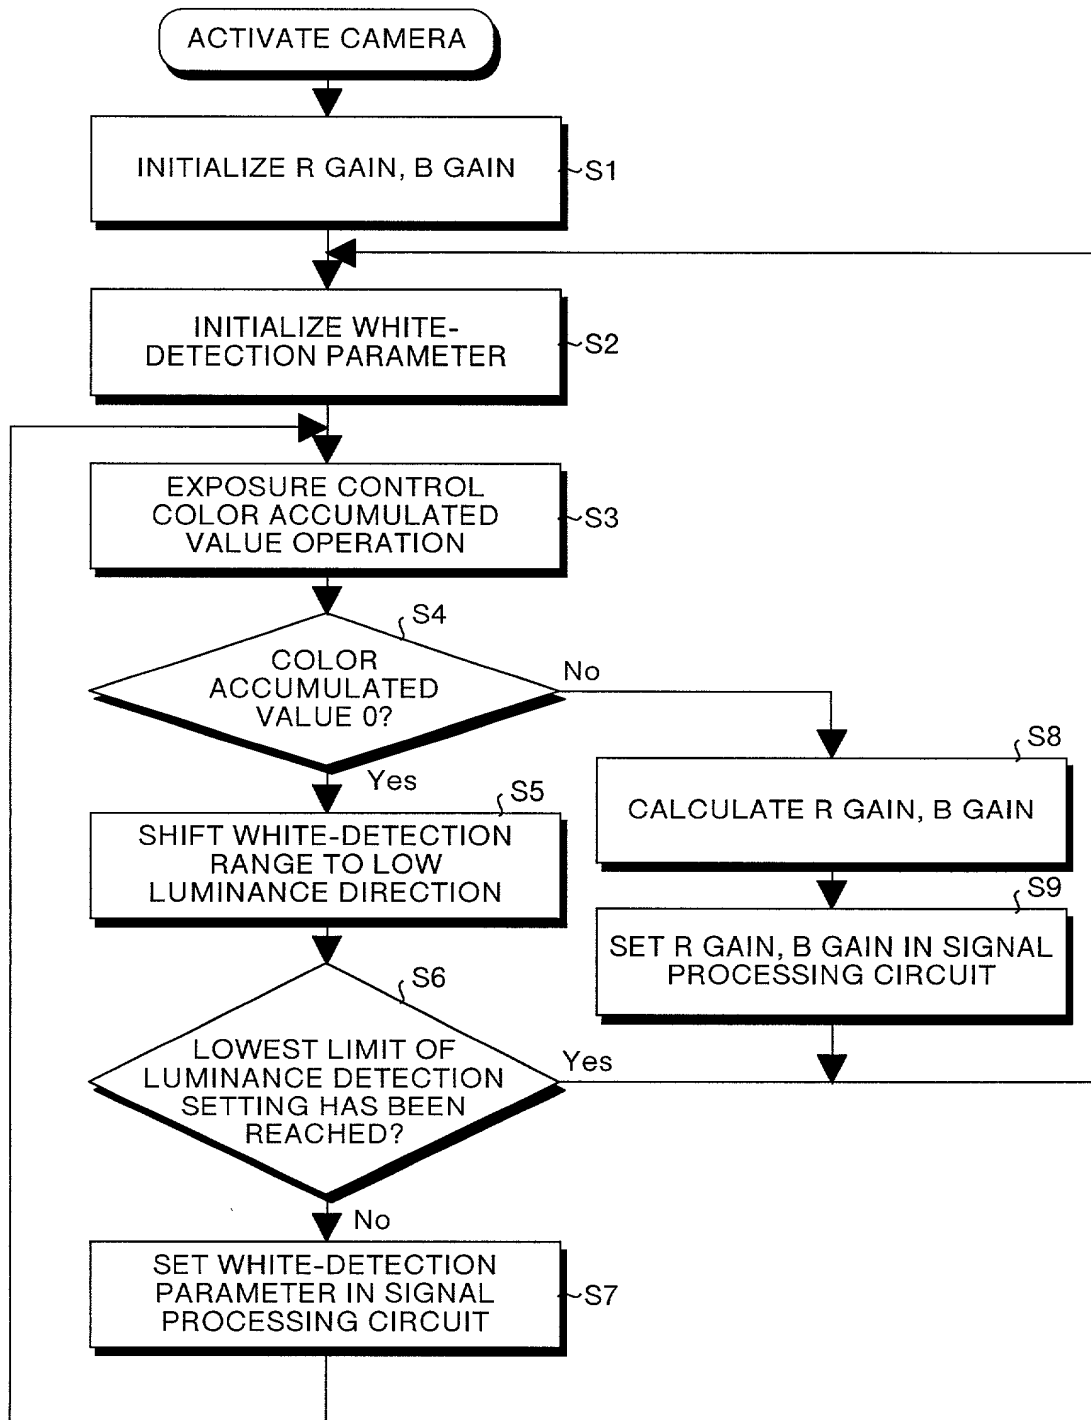 ACTIVATE CAMERA
INITIALIZE R GAIN, B GAIN
S1
INITIALIZE WHITE-
DETECTION PARAMETER
S2
EXPOSURE CONTROL
COLOR ACCUMULATED
VALUE OPERATION
S3
S4
COLOR
ACCUMULATED
VALUE 0?
No
Yes
S5
SHIFT WHITE-DETECTION
RANGE TO LOW
LUMINANCE DIRECTION
S8
CALCULATE R GAIN, B GAIN
S9
SET R GAIN, B GAIN IN SIGNAL
PROCESSING CIRCUIT
S6
LOWEST LIMIT OF
LUMINANCE DETECTION
SETTING HAS BEEN
REACHED?
Yes
No
SET WHITE-DETECTION
PARAMETER IN SIGNAL
PROCESSING CIRCUIT
S7